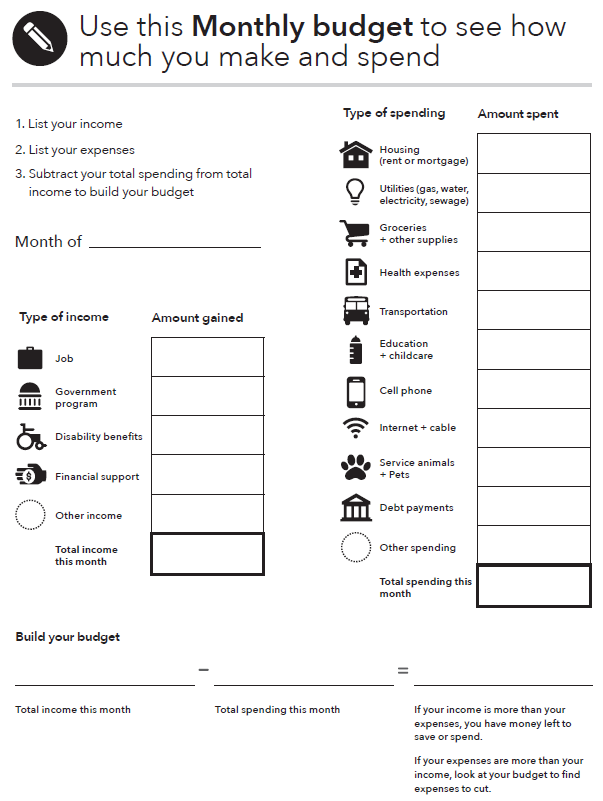 Use this Monthly budget to see how
much you make and spend
1. List your income
2. List your expenses
3. Subtract your total spending from total
income to build your budget
Month of
Type of income
Amount gained
Job
Government
program
Disability benefits
Financial support
Other income
Total income
this month
Type of spending
Amount spent
Housing
(rent or mortgage)
Utilities (gas, water,
electricity, sewage)
Groceries
+ other supplies
Health expenses
Transportation
Education
+ childcare
Cell phone
Internet + cable
Service animals
+ Pets
Debt payments
Other spending
Total spending this
month
Build your budget
– =
Total income this month
Total spending this month
If your income is more than your
expenses, you have money left to
save or spend.
If your expenses are more than your
income, look at your budget to find
expenses to cut.